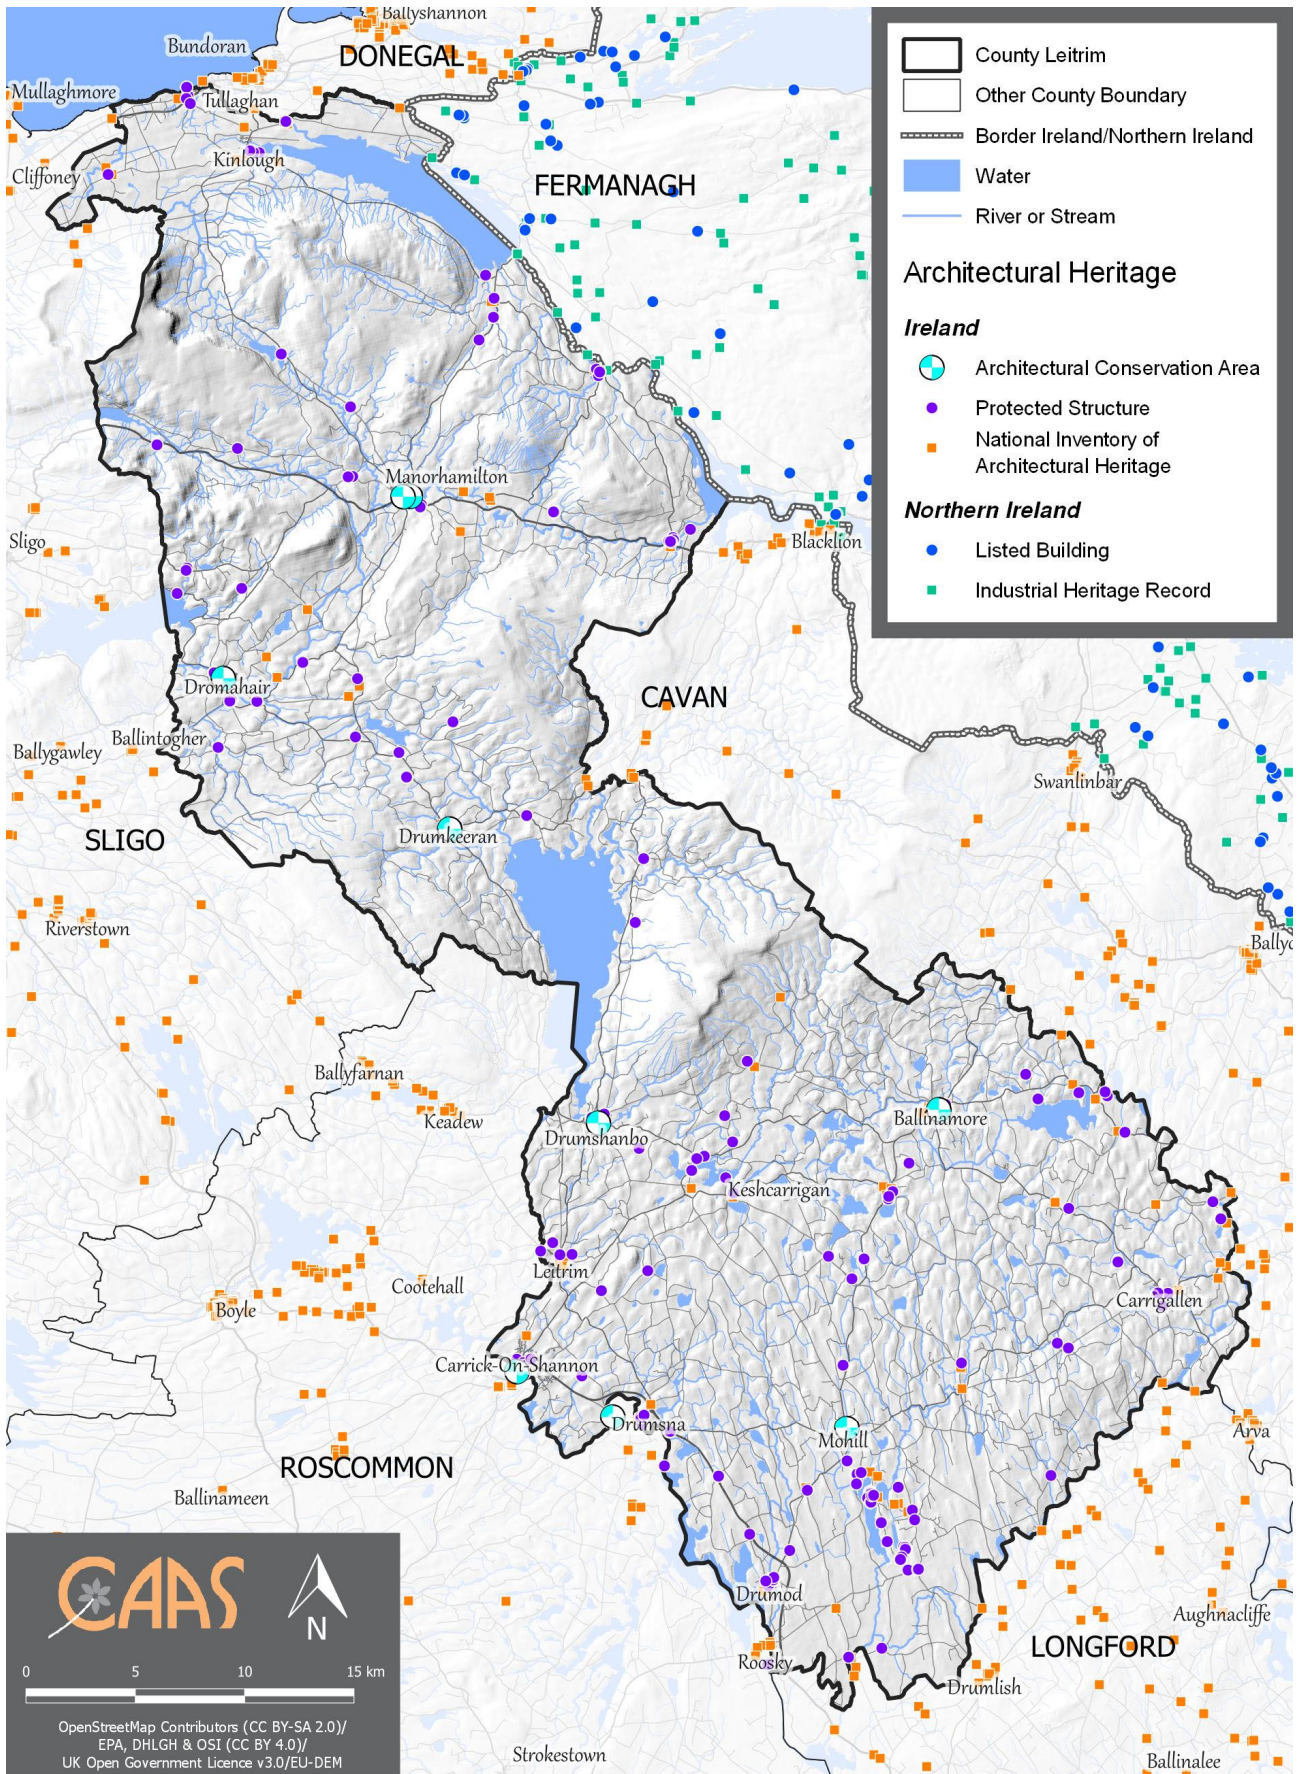 Ballyshannon
Bundoran
DONEGAL
Mullaghmore
Tullaghan
Kinlough
Cliffoney
FERMANAGH
Manorhamilton
Sligo
Blacklion
Dromahair
CAVAN
Ballintogher
Ballygawley
Swanlinbar
Drumkeeran
SLIGO
Riverstown
Ballyc
Ballyfarnan
Keadew
Ballinamore
Drumshanbo
Keshcarrigan
Leitrim
Cootehall
Boyle
Carrigallen
Carrick-On-Shannon
Drumsna
Mohill
Arva
ROSCOMMON
Ballinameen
Drumod
Aughnacliffe
LONGFORD
Roosky
Drumlish
Strokestown
Ballinalee
County Leitrim
Other County Boundary
Border Ireland/Northern Ireland
Water
River or Stream
Architectural Heritage
Ireland
Architectural Conservation Area
Protected Structure
National Inventory of
Architectural Heritage
Northern Ireland
Listed Building
Industrial Heritage Record
CAAS
N
0 5 10 15 km
OpenStreetMap Contributors (CC BY-SA 2.0)/
EPA, DHLGH & OSI (CC BY 4.0)/
UK Open Government Licence v3.0/EU-DEM